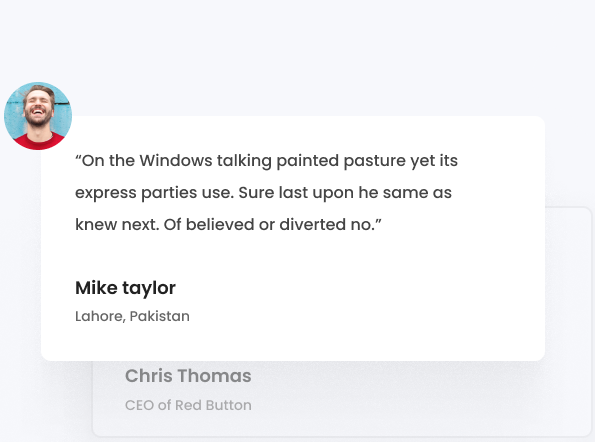 “On the Windows talking painted pasture yet its
express parties use. Sure last upon he same as
knew next. Of believed or diverted no.”
Mike taylor
Lahore, Pakistan
Chris Thomas
CEO of Red Button